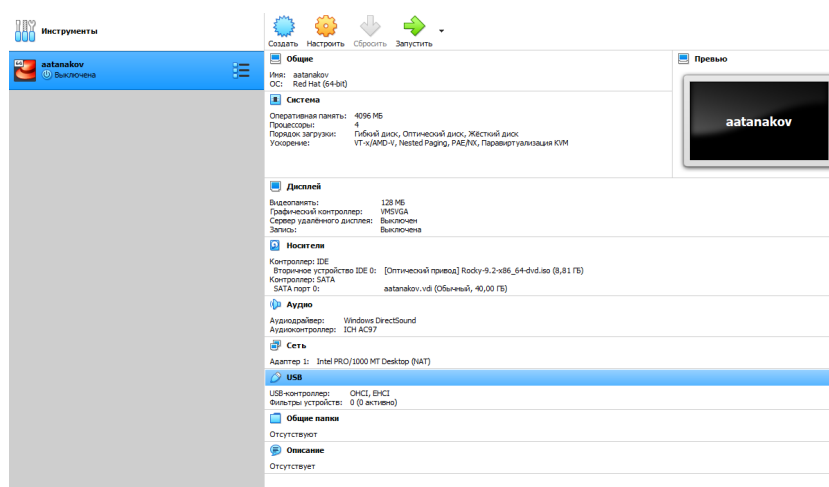 Инструменты
Создать Настроить Сбросить Запустить
64 aatanakov
Выключена
Общие
Имя: aatanakov
ОС: Red Hat (64-bit)
Превью
aatanakov
Система
Оперативная память: 4096 МБ
Процессоры: 4
Порядок загрузки: Гибкий диск, Оптический диск, Жёсткий диск
Ускорение: VT-x/AMD-V, Nested Paging, PAE/NX, Паравиртуализация KVM
Дисплей
Видеопамять: 128 МБ
Графический контроллер: VMSVGA
Сервер удалённого дисплея: Выключен
Запись: Выключена
Носители
Контроллер: IDE
Вторичное устройство IDE 0: [Оптический привод] Rocky-9.2-x86_64-dvd.iso (8,81 ГБ)
Контроллер: SATA
SATA порт 0: aatanakov.vdi (Обычный, 40,00 ГБ)
Аудио
Аудиодрайвер: Windows DirectSound
Аудиоконтроллер: ICH AC97
Сеть
Адаптер 1: Intel PRO/1000 MT Desktop (NAT)
USB
USB-контроллер: OHCI, EHCI
Фильтры устройств: 0 (0 активно)
Общие папки
Отсутствуют
Описание
Отсутствует